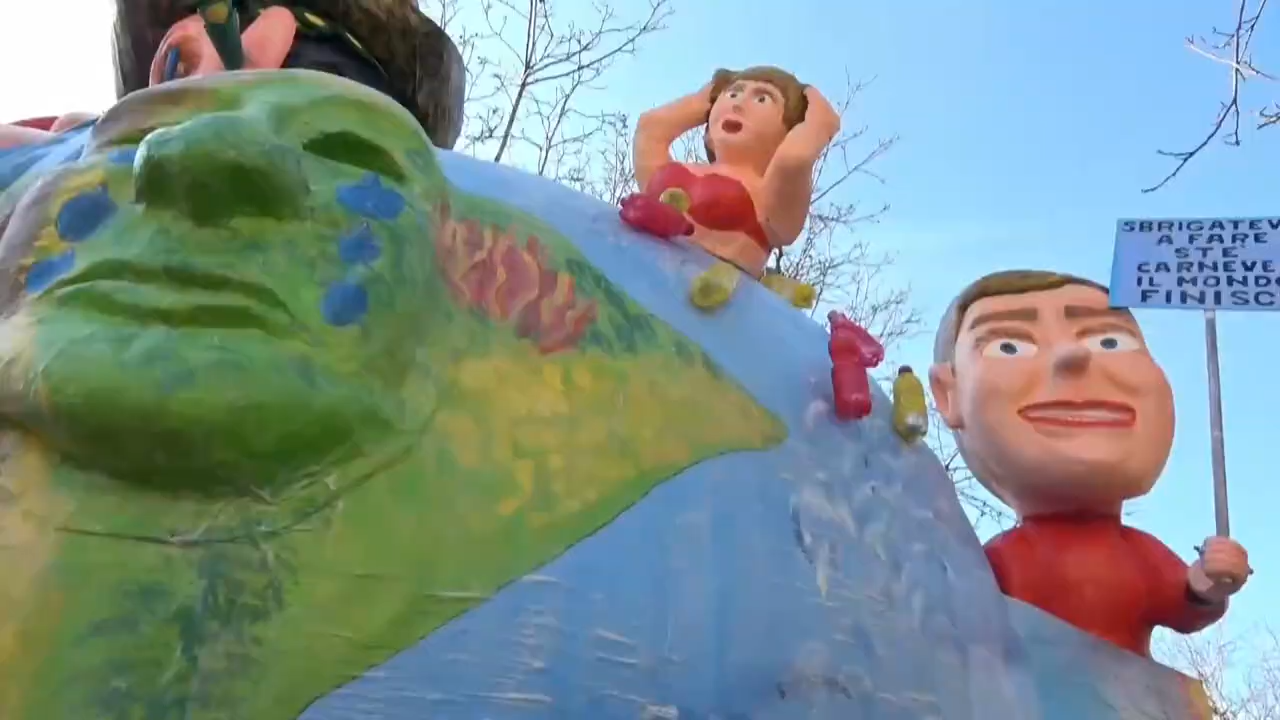 SBRIGATEV
A FARE
STE
CARNEVE
IL MONDO
FINISC